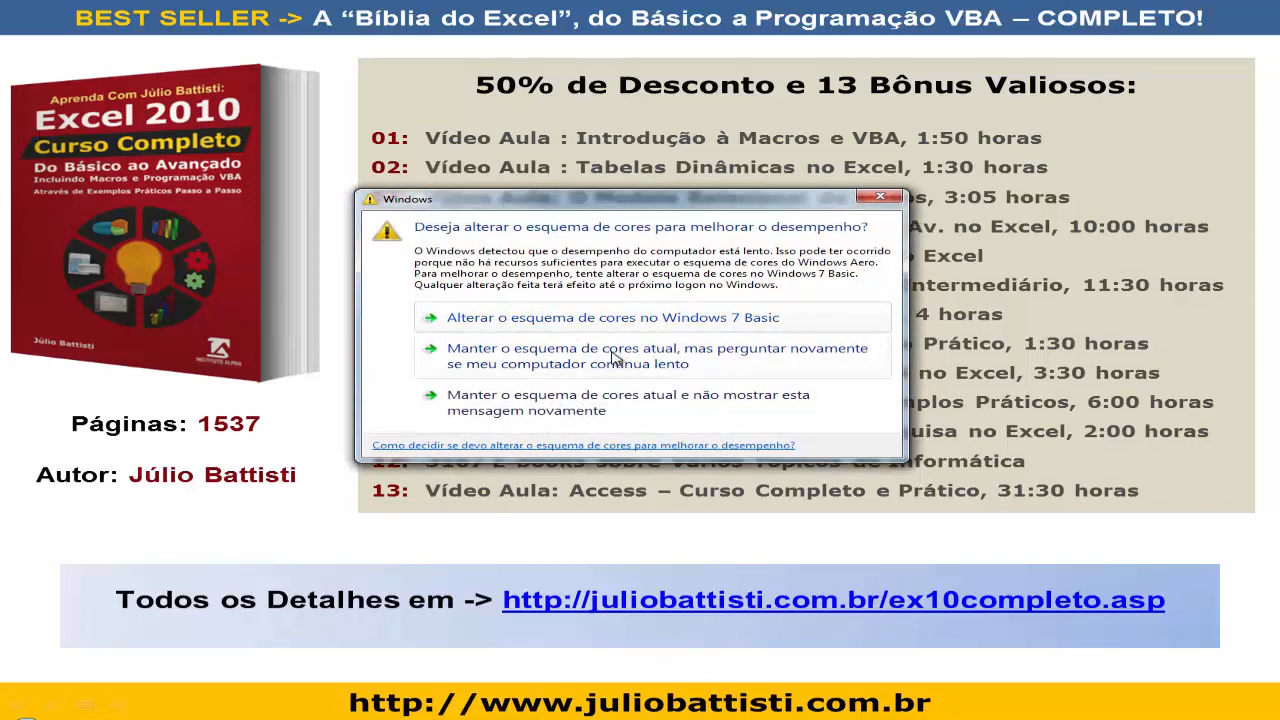 BEST SELLER -> A “Bíblia do Excel”, do Básico a Programação VBA – COMPLETO!
Aprenda Com Júlio Battisti:
Excel 2010
Curso Completo
Do Básico ao Avançado
Incluindo Macros e Programação VBA
Através de Exemplos Práticos Passo a Passo
Júlio Battisti
INSTITUTO ALPHA
Páginas: 1537
Autor: Júlio Battisti
50% de Desconto e 13 Bônus Valiosos:
01: Vídeo Aula : Introdução à Macros e VBA, 1:50 horas
02: Vídeo Aula : Tabelas Dinâmicas no Excel, 1:30 horas
s, 3:05 horas
Av. no Excel, 10:00 horas
Excel
ntermediário, 11:30 horas
4 horas
Prático, 1:30 horas
no Excel, 3:30 horas
mplos Práticos, 6:00 horas
uisa no Excel, 2:00 horas
12: 3107 E-books sobre Vários Tópicos de Informática
13: Vídeo Aula: Access – Curso Completo e Prático, 31:30 horas
Windows
Deseja alterar o esquema de cores para melhorar o desempenho?
O Windows detectou que o desempenho do computador está lento. Isso pode ter ocorrido
porque não há recursos suficientes para executar o esquema de cores do Windows Aero.
Para melhorar o desempenho, tente alterar o esquema de cores no Windows 7 Basic.
Qualquer alteração feita terá efeito até o próximo logon no Windows.
Alterar o esquema de cores no Windows 7 Basic
Manter o esquema de cores atual, mas perguntar novamente
se meu computador continua lento
Manter o esquema de cores atual e não mostrar esta
mensagem novamente
Como decidir se devo alterar o esquema de cores para melhorar o desempenho?
Todos os Detalhes em -> http://juliobattisti.com.br/ex10completo.asp
http://www.juliobattisti.com.br